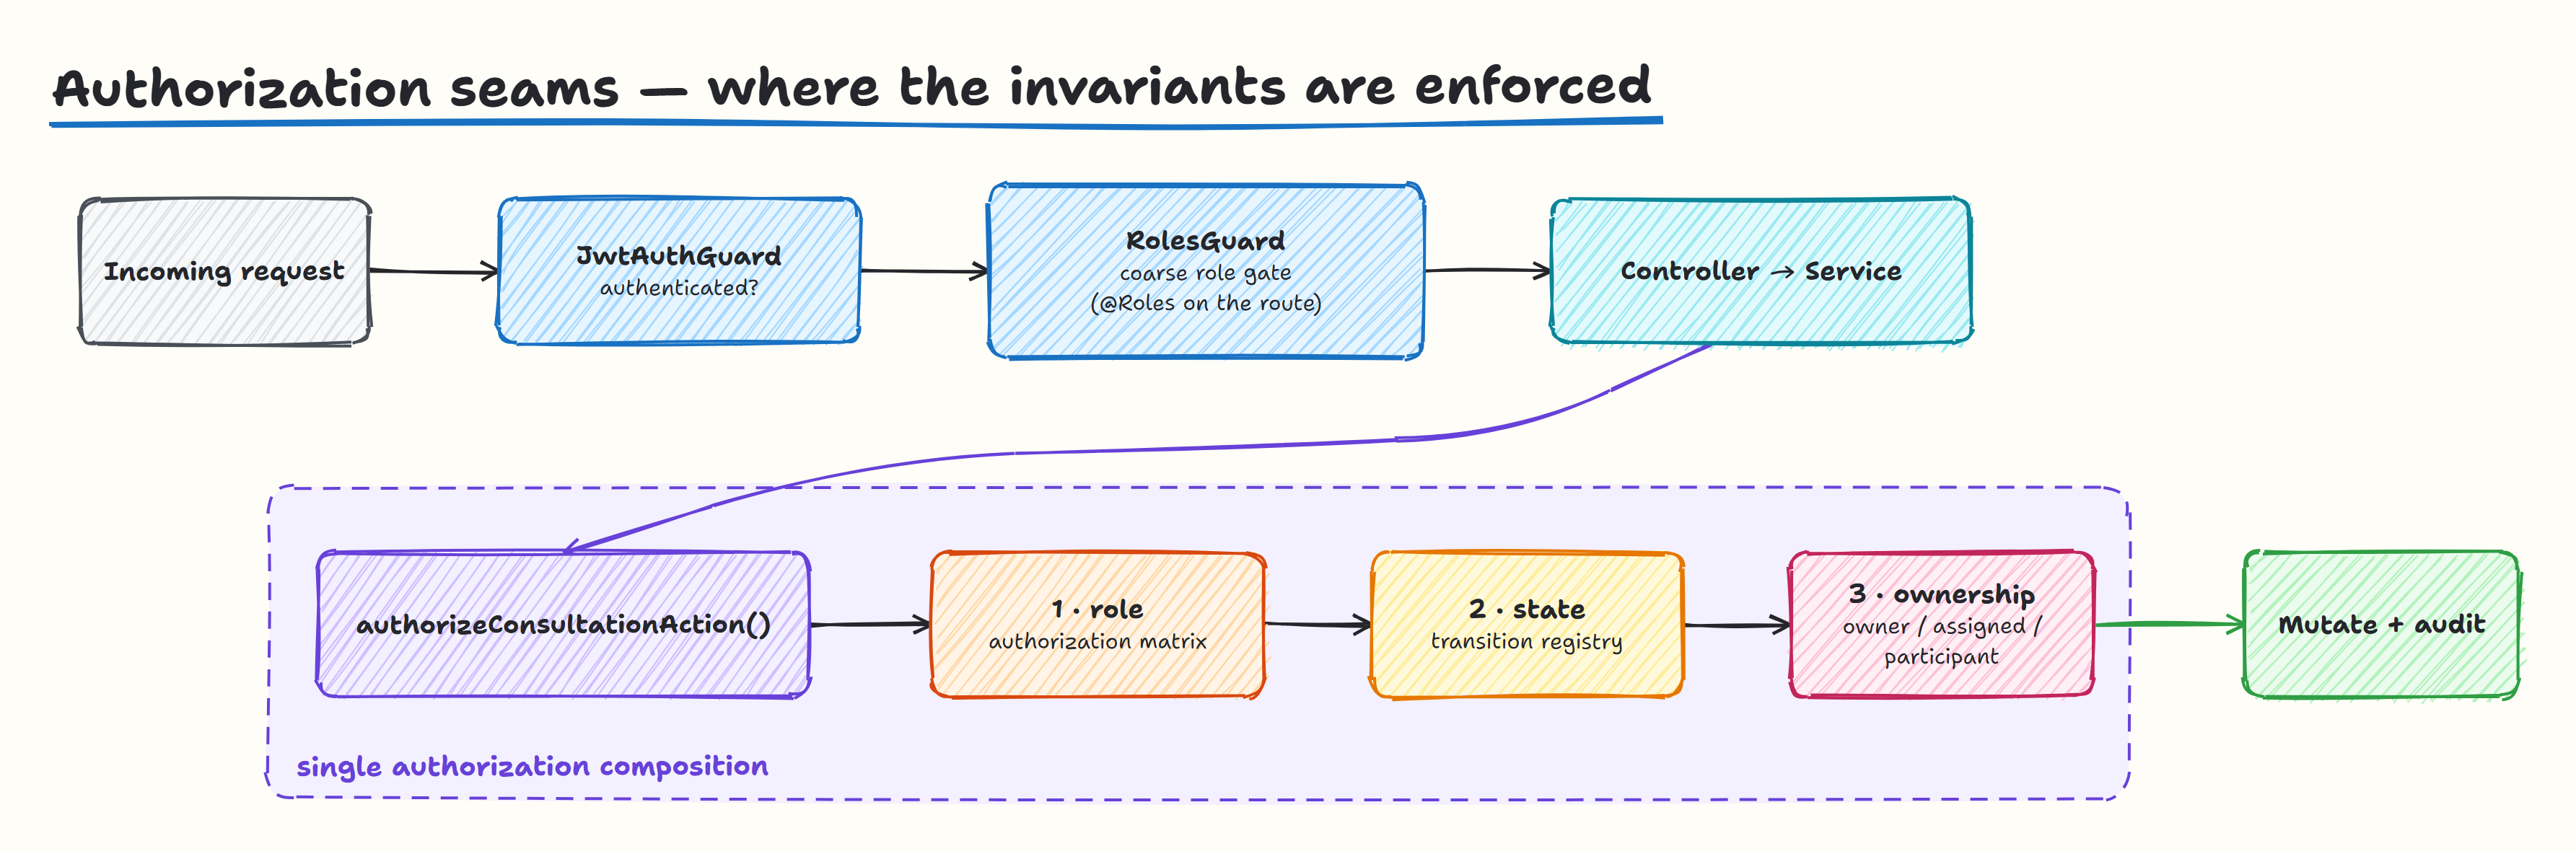 Authorization seams — where the invariants are enforced
Incoming request
JwtAuthGuard
authenticated?
RolesGuard
coarse role gate
(@Roles on the route)
Controller → Service
authorizeConsultationAction()
1 · role
authorization matrix
2 · state
transition registry
3 · ownership
owner / assigned /
participant
Mutate + audit
single authorization composition